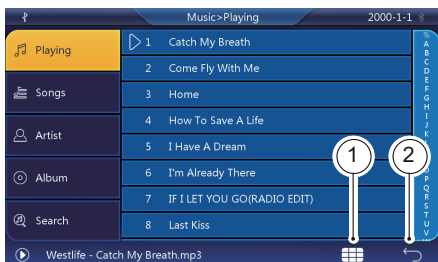 Music>Playing 2000-1-1
Playing
Songs
Artist
Album
Search
1 Catch My Breath
2 Come Fly With Me
3 Home
4 How To Save A Life
5 I Have A Dream
6 I'm Already There
7 IF I LET YOU GO(RADIO EDIT)
8 Last Kiss
%
A
B
C
D
E
F
G
H
I
J
P
Q
R
S
T
U
V
1
2
Westlife - Catch My Breath.mp3